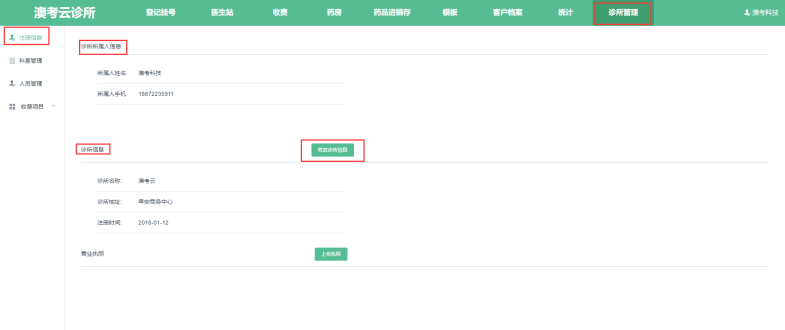 澳考云诊所 登记挂号 医生站 收费 药房 药品进销存 模板 客户档案 统计 诊所管理 澳考科技
注册信息
科室管理
人员管理
收费项目
诊所所属人信息
所属人姓名: 澳考科技
所属人手机: 18872235911
诊所信息 修改诊所信息
诊所名称: 澳考云
诊所地址: 早安商务中心
注册时间: 2018-01-12
营业执照 上传执照